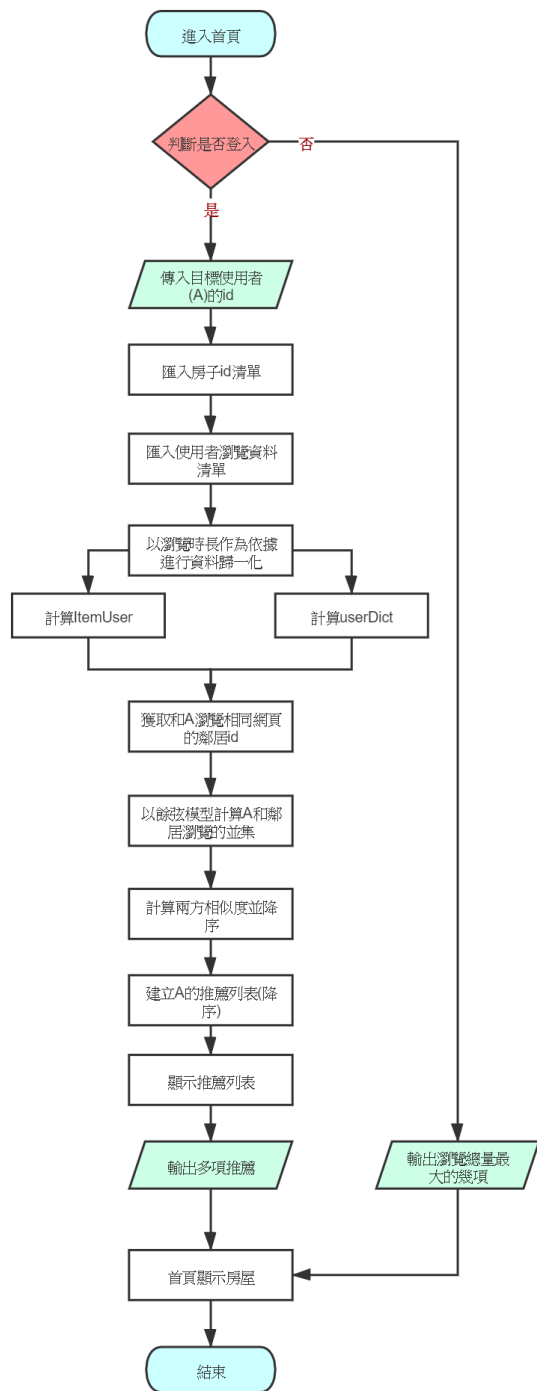 進入首頁
判斷是否登入
否
是
傳入目標使用者
(A)的id
匯入房子id清單
匯入使用者瀏覽資料
清單
以瀏覽時長作為依據
進行資料歸一化
計算ItemUser
計算userDict
獲取和A瀏覽相同網頁
的鄰居id
以餘弦模型計算A和鄰
居瀏覽的並集
計算兩方相似度並降
序
建立A的推薦列表(降
序)
顯示推薦列表
輸出多項推薦
輸出瀏覽總量最
大的幾項
首頁顯示房屋
結束